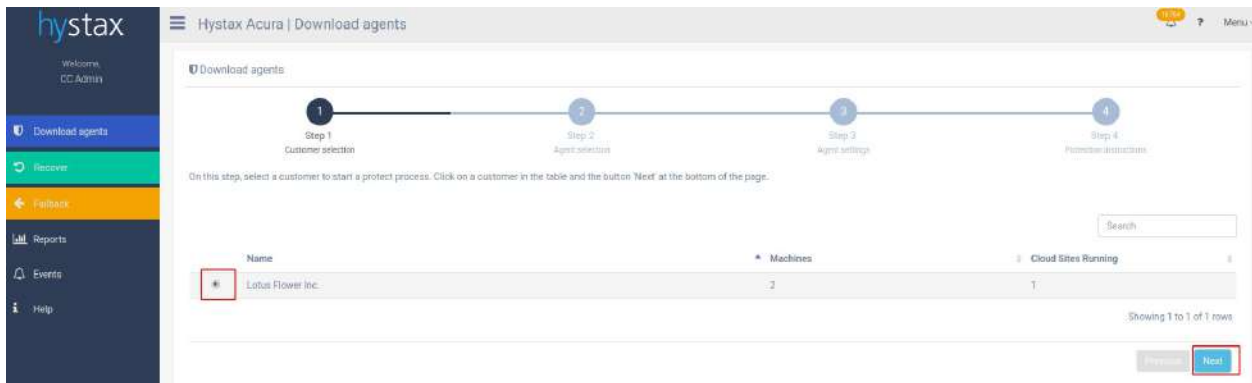 hystax
Hystax Acura | Download agents
? Menu
Welcome,
CC Admin
Download agents
Recover
Failback
Reports
Events
Help
Download agents
1 2 3 4
Step 1 Step 2 Step 3 Step 4
Customer selection Agent selection Agent settings Protection instructions
On this step, select a customer to start a protect process. Click on a customer in the table and the button 'Next' at the bottom of the page.
Search
Name Machines Cloud Sites Running
Lotus Flower Inc. 2 1
Showing 1 to 1 of 1 rows
Previous Next